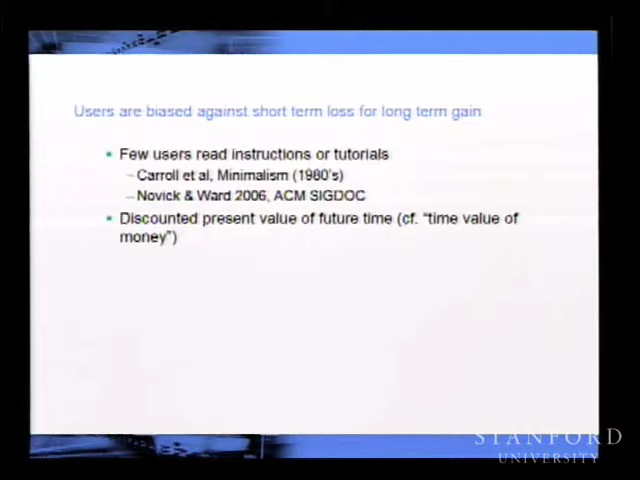 Users are biased against short term loss for long term gain
Few users read instructions or tutorials
– Carroll et al, Minimalism (1980's)
– Novick & Ward 2006, ACM SIGDOC
Discounted present value of future time (cf. "time value of
money")
STANFORD
UNIVERSITY